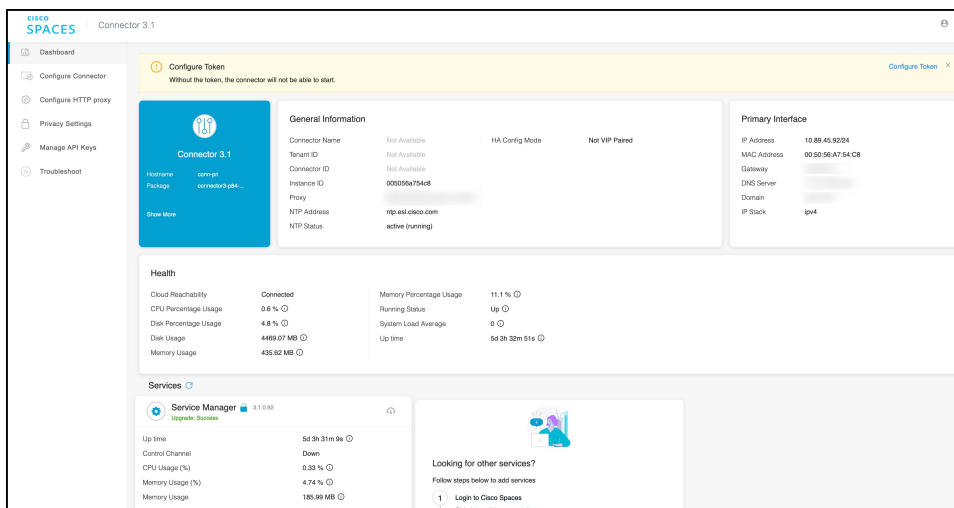 CISCO
SPACES
Connector 3.1
Dashboard
Configure Connector
Configure HTTP proxy
Privacy Settings
Manage API Keys
Troubleshoot
Configure Token
Without the token, the connector will not be able to start.
Configure Token X
Connector 3.1
Hostname conn-pri
Package connector3-p84-...
Show More
General Information
Connector Name Not Available
Tenant ID Not Available
Connector ID Not Available
Instance ID 005056a754c8
Proxy
NTP Address ntp.esl.cisco.com
NTP Status active (running)
HA Config Mode Not VIP Paired
Primary Interface
IP Address 10.89.45.92/24
MAC Address 00:50:56:A7:54:C8
Gateway
DNS Server
Domain
IP Stack ipv4
Health
Cloud Reachability Connected
CPU Percentage Usage 0.6 %
Disk Percentage Usage 4.8 %
Disk Usage 4469.07 MB
Memory Usage 435.62 MB
Memory Percentage Usage 11.1 %
Running Status Up
System Load Average 0
Up time 5d 3h 32m 51s
Services
Service Manager 3.1.0.92
Upgrade: Success
Up time 5d 3h 31m 9s
Control Channel Down
CPU Usage (%) 0.33 %
Memory Usage (%) 4.74 %
Memory Usage 185.99 MB
Looking for other services?
Follow steps below to add services
1 Login to Cisco Spaces